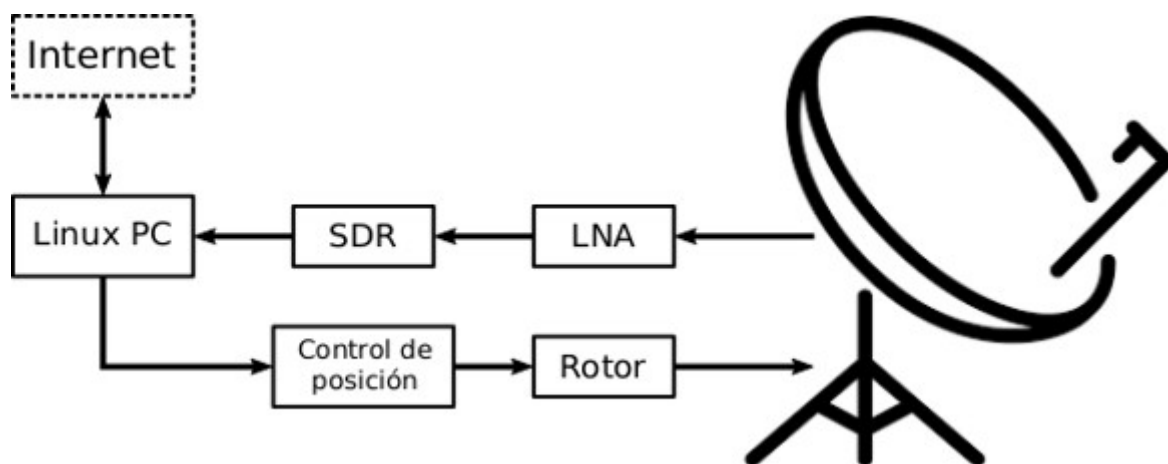 Internet
Linux PC
SDR
LNA
Control de
posición
Rotor